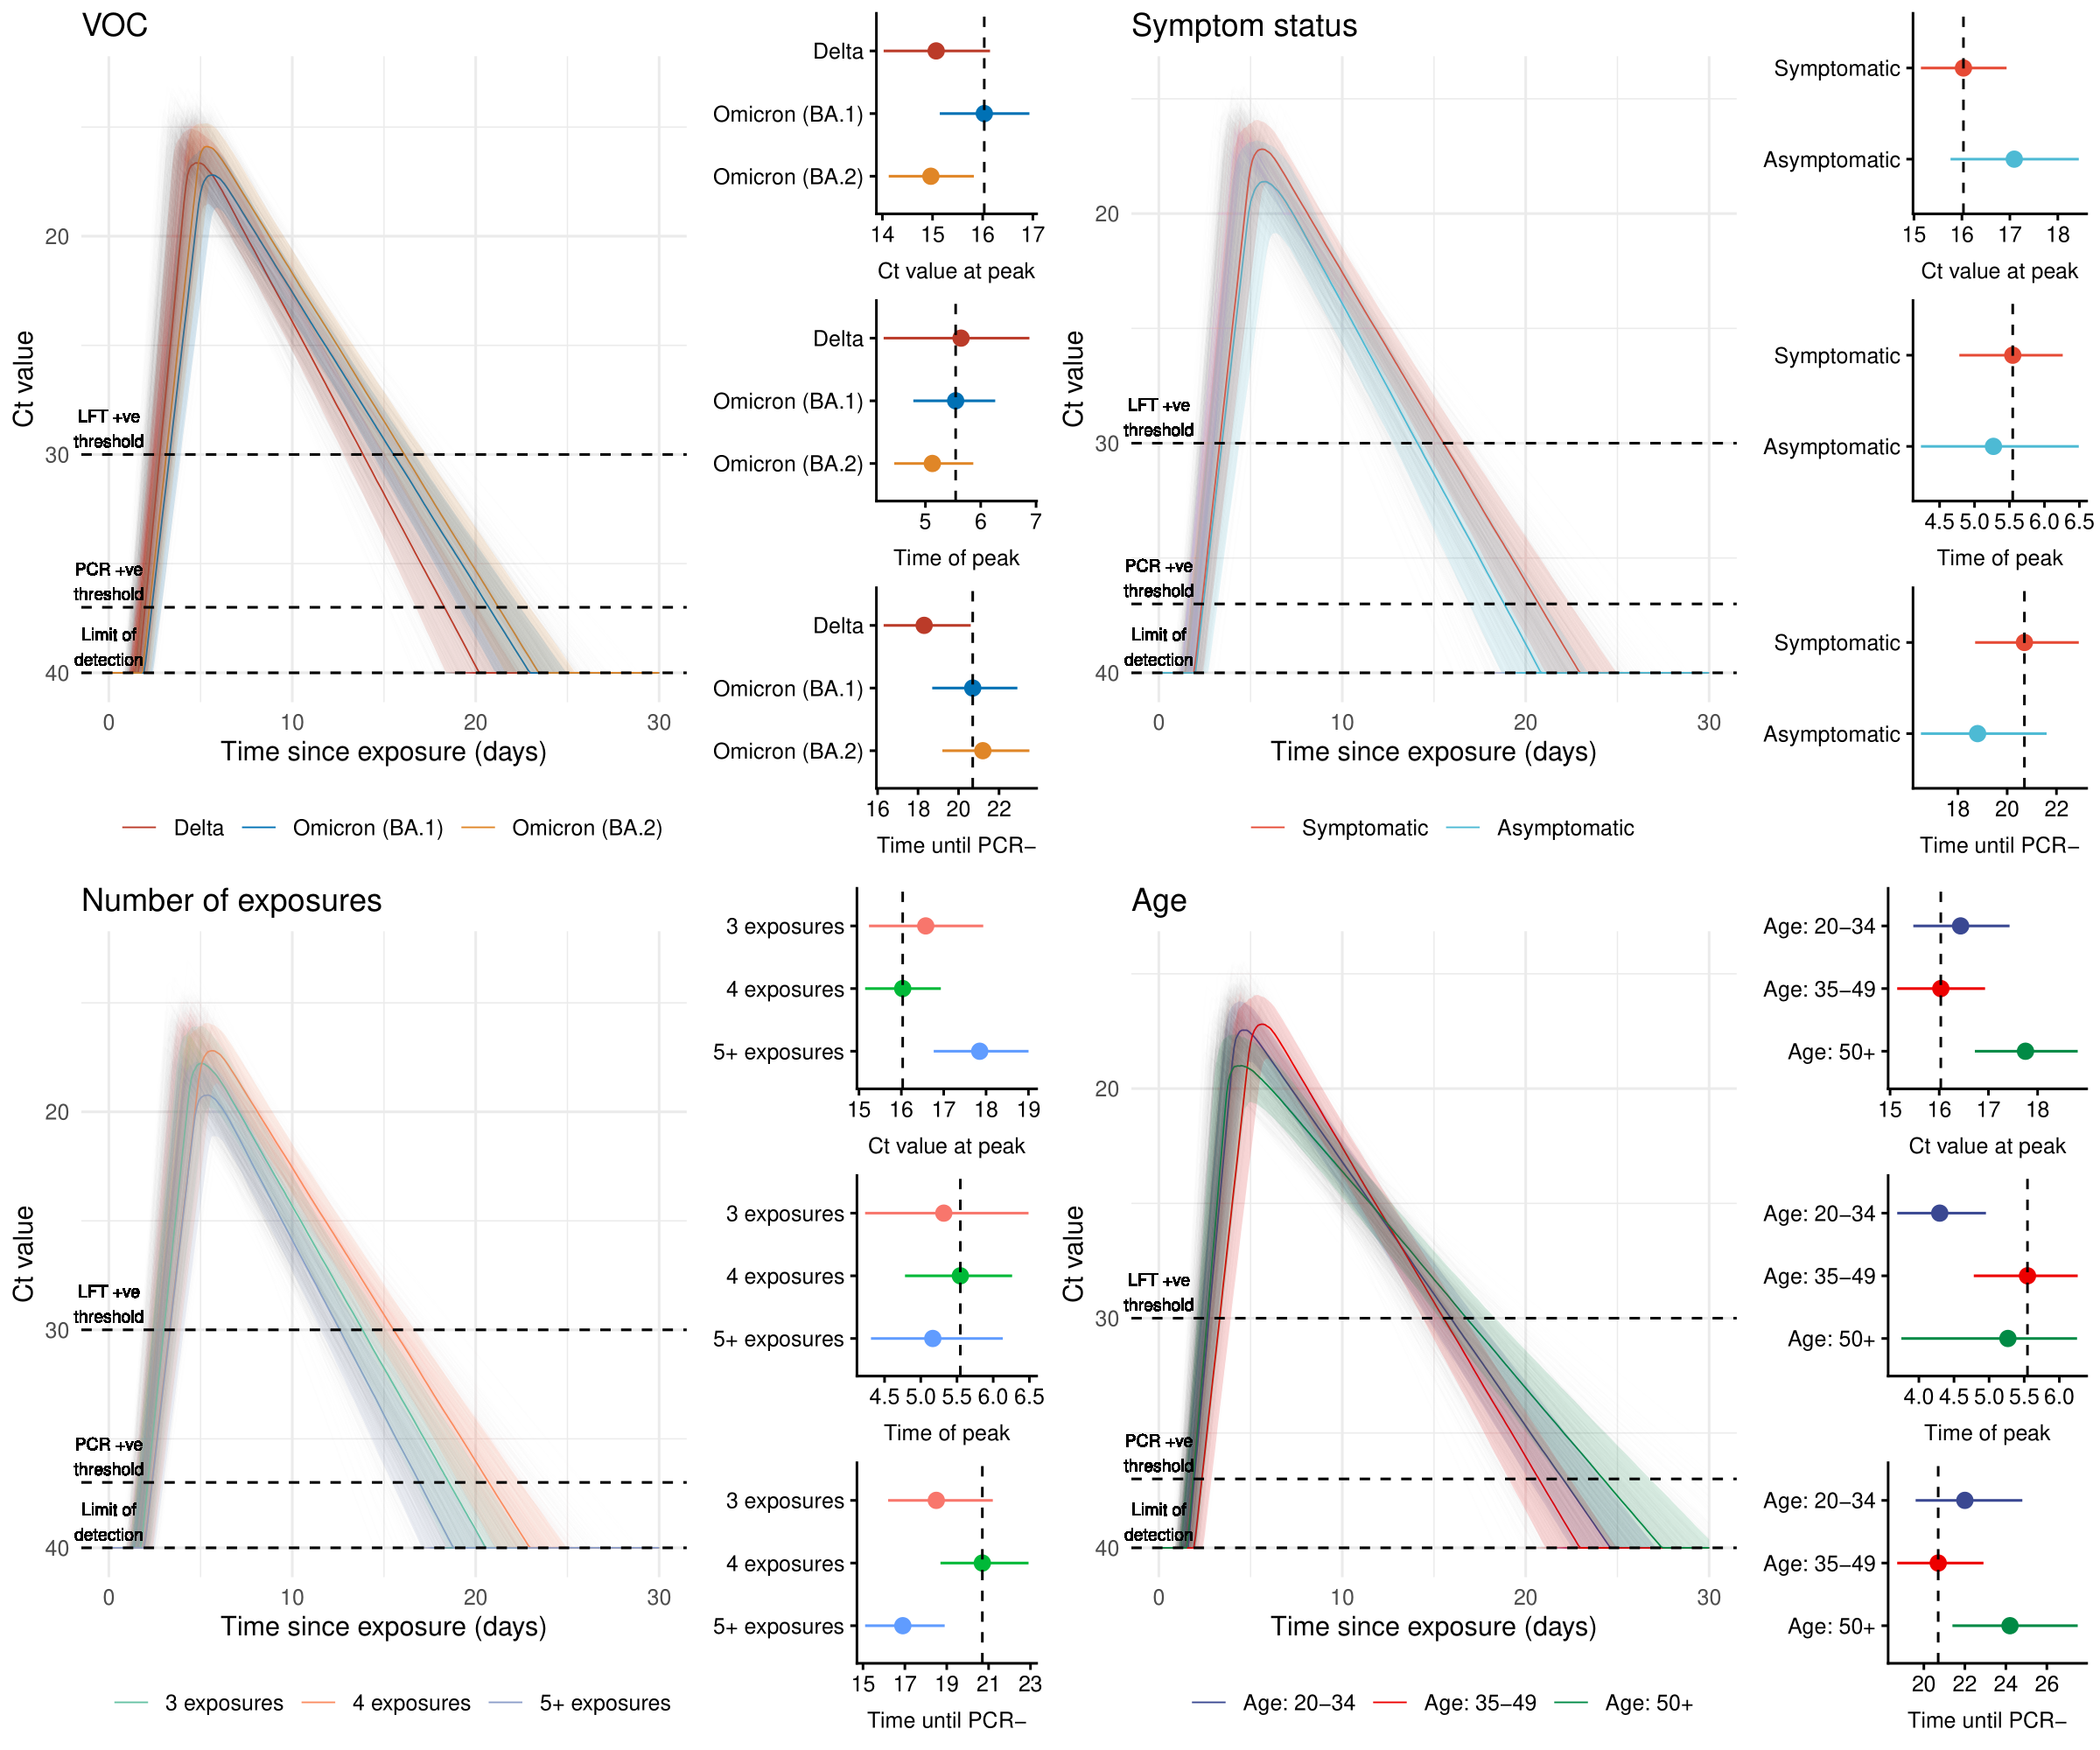 VOC
Ct value
20
30
40
LFT +ve
threshold
PCR +ve
threshold
Limit of
detection
0 10 20 30
Time since exposure (days)
Delta Omicron (BA.1) Omicron (BA.2)
Delta
Omicron (BA.1)
Omicron (BA.2)
14 15 16 17
Ct value at peak
Delta
Omicron (BA.1)
Omicron (BA.2)
5 6 7
Time of peak
Delta
Omicron (BA.1)
Omicron (BA.2)
16 18 20 22
Time until PCR−
Symptom status
Ct value
20
30
40
LFT +ve
threshold
PCR +ve
threshold
Limit of
detection
0 10 20 30
Time since exposure (days)
Symptomatic Asymptomatic
Symptomatic
Asymptomatic
15 16 17 18
Ct value at peak
Symptomatic
Asymptomatic
4.5 5.0 5.5 6.0 6.5
Time of peak
Symptomatic
Asymptomatic
18 20 22
Time until PCR−
Number of exposures
Ct value
20
30
40
LFT +ve
threshold
PCR +ve
threshold
Limit of
detection
0 10 20 30
Time since exposure (days)
3 exposures 4 exposures 5+ exposures
3 exposures
4 exposures
5+ exposures
15 16 17 18 19
Ct value at peak
3 exposures
4 exposures
5+ exposures
4.5 5.0 5.5 6.0 6.5
Time of peak
3 exposures
4 exposures
5+ exposures
15 17 19 21 23
Time until PCR−
Age
Ct value
20
30
40
LFT +ve
threshold
PCR +ve
threshold
Limit of
detection
0 10 20 30
Time since exposure (days)
Age: 20−34 Age: 35−49 Age: 50+
Age: 20−34
Age: 35−49
Age: 50+
15 16 17 18
Ct value at peak
Age: 20−34
Age: 35−49
Age: 50+
4.0 4.5 5.0 5.5 6.0
Time of peak
Age: 20−34
Age: 35−49
Age: 50+
20 22 24 26
Time until PCR−